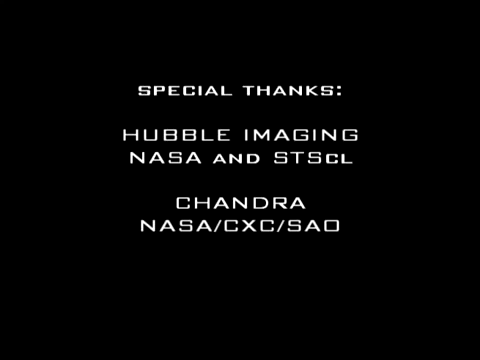 SPECIAL THANKS:
HUBBLE IMAGING
NASA and STScl
CHANDRA
NASA/CXC/SAO